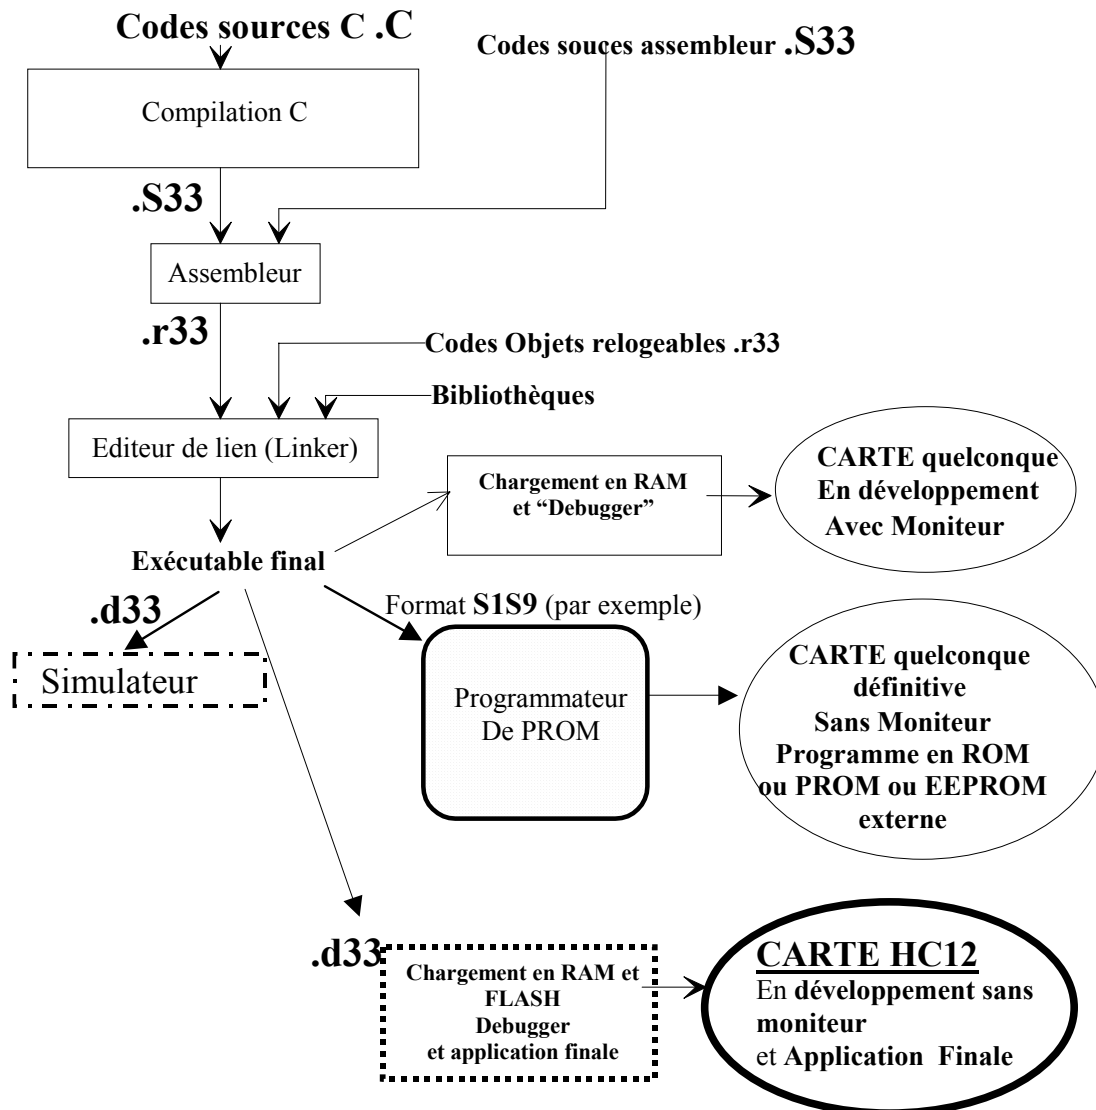 Codes sources C .C
Codes souces assembleur .S33
Compilation C
.S33
Assembleur
.r33
Codes Objets relogeables .r33
Bibliothèques
Editeur de lien (Linker)
Chargement en RAM
et “Debugger”
CARTE quelconque
En développement
Avec Moniteur
Exécutable final
.d33
Simulateur
Format S1S9 (par exemple)
Programmateur
De PROM
CARTE quelconque
définitive
Sans Moniteur
Programme en ROM
ou PROM ou EEPROM
externe
.d33
Chargement en RAM et
FLASH
Debugger
et application finale
CARTE HC12
En développement sans
moniteur
et Application Finale